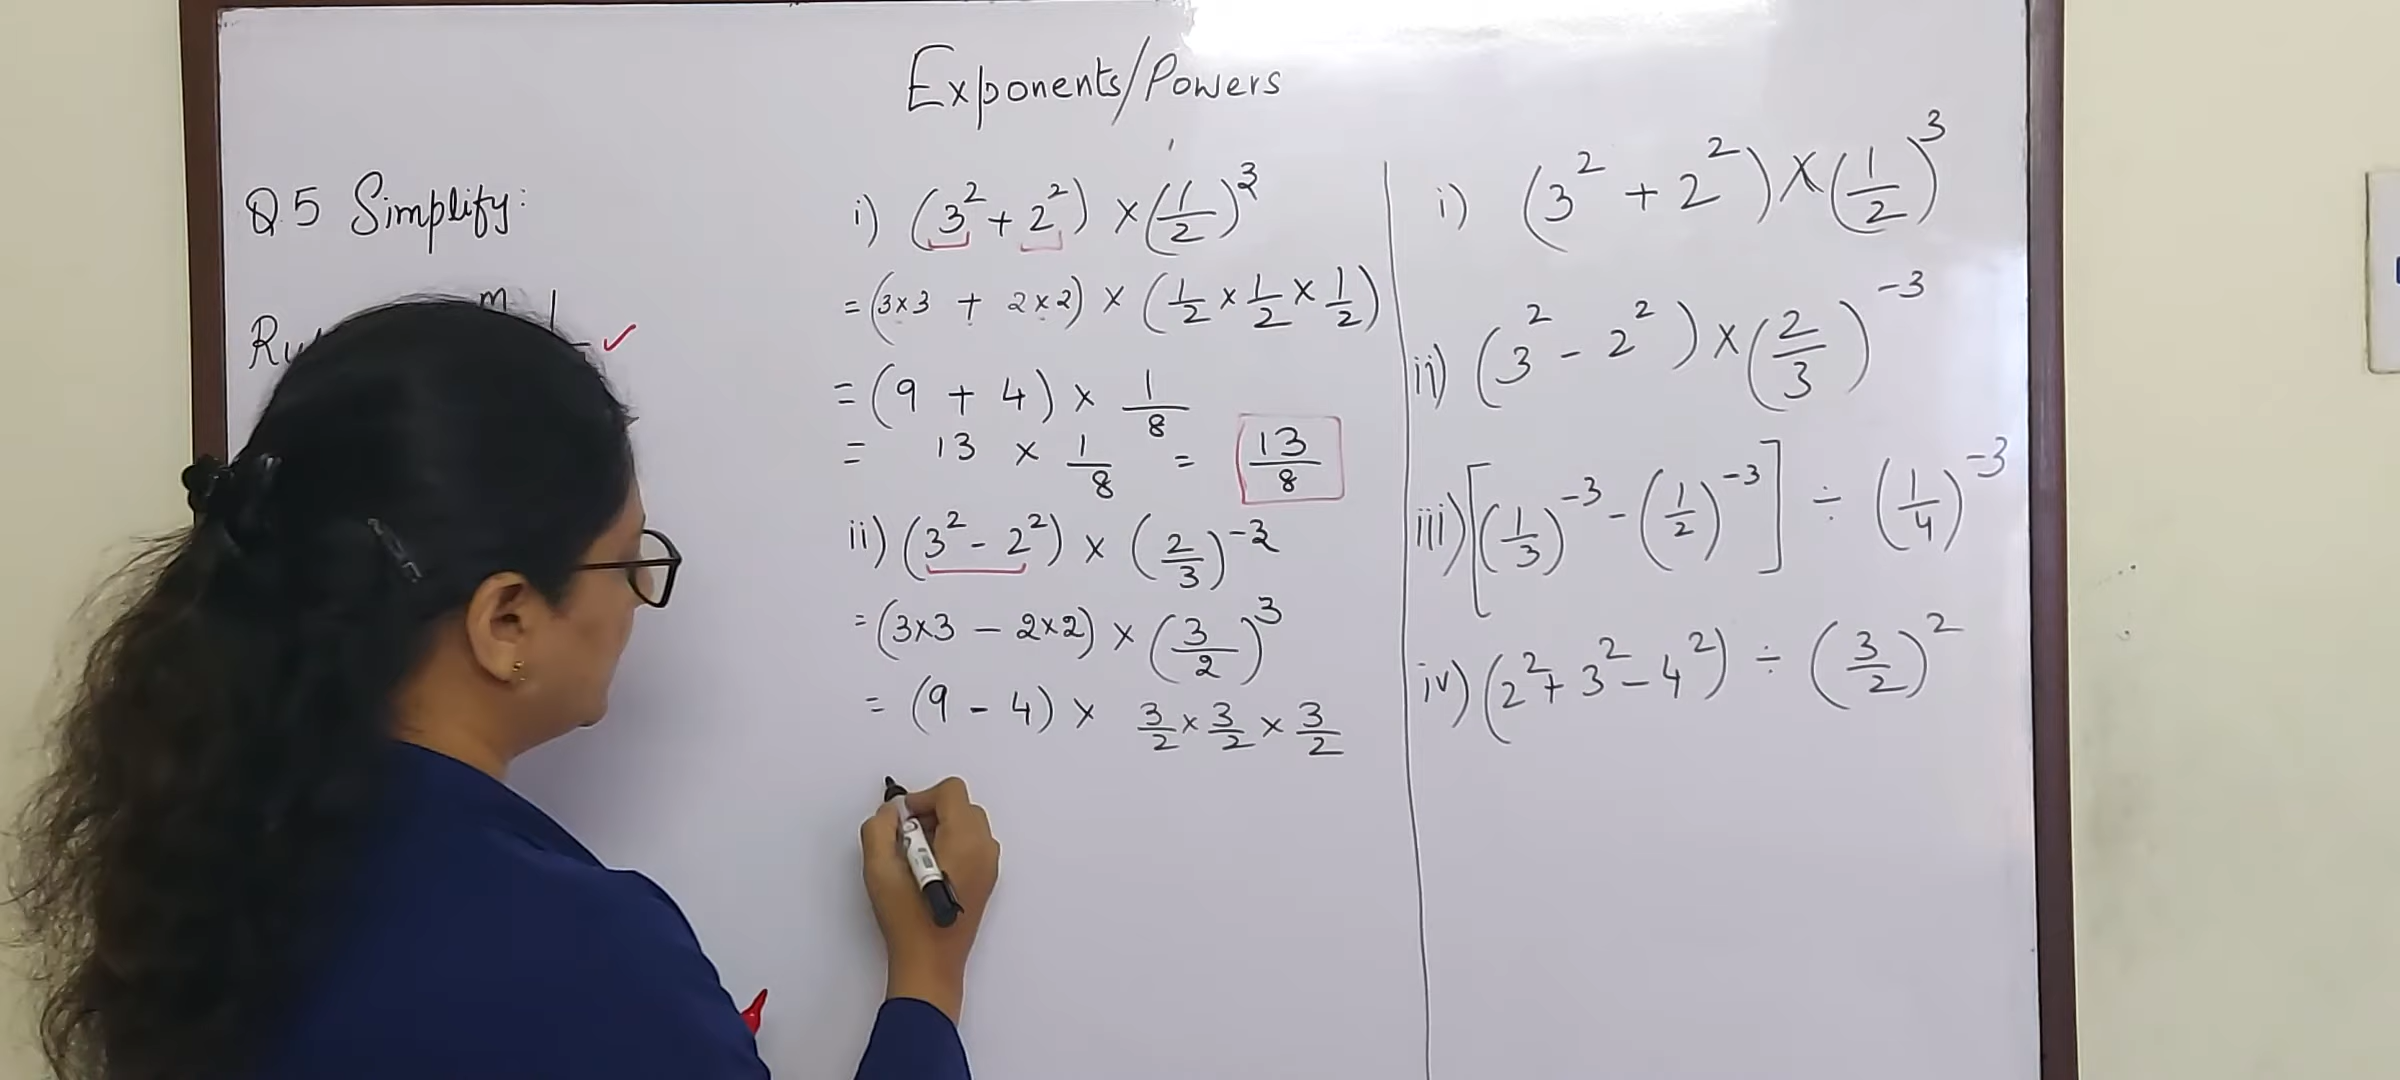 Exponents/Powers
Q.5 Simplify:
m 1 ✓
i) (3² + 2²) × (1/2)³
= (3×3 + 2×2) × (1/2 × 1/2 × 1/2)
= (9 + 4) × 1/8
= 13 × 1/8 = 13/8
ii) (3² - 2²) × (2/3)⁻³
= (3×3 - 2×2) × (3/2)³
= (9 - 4) × 3/2 × 3/2 × 3/2
i) (3² + 2²) × (1/2)³
ii) (3² - 2²) × (2/3)⁻³
iii) [(1/3)⁻³ - (1/2)⁻³] ÷ (1/4)⁻³
iv) (2² + 3² - 4²) ÷ (3/2)²